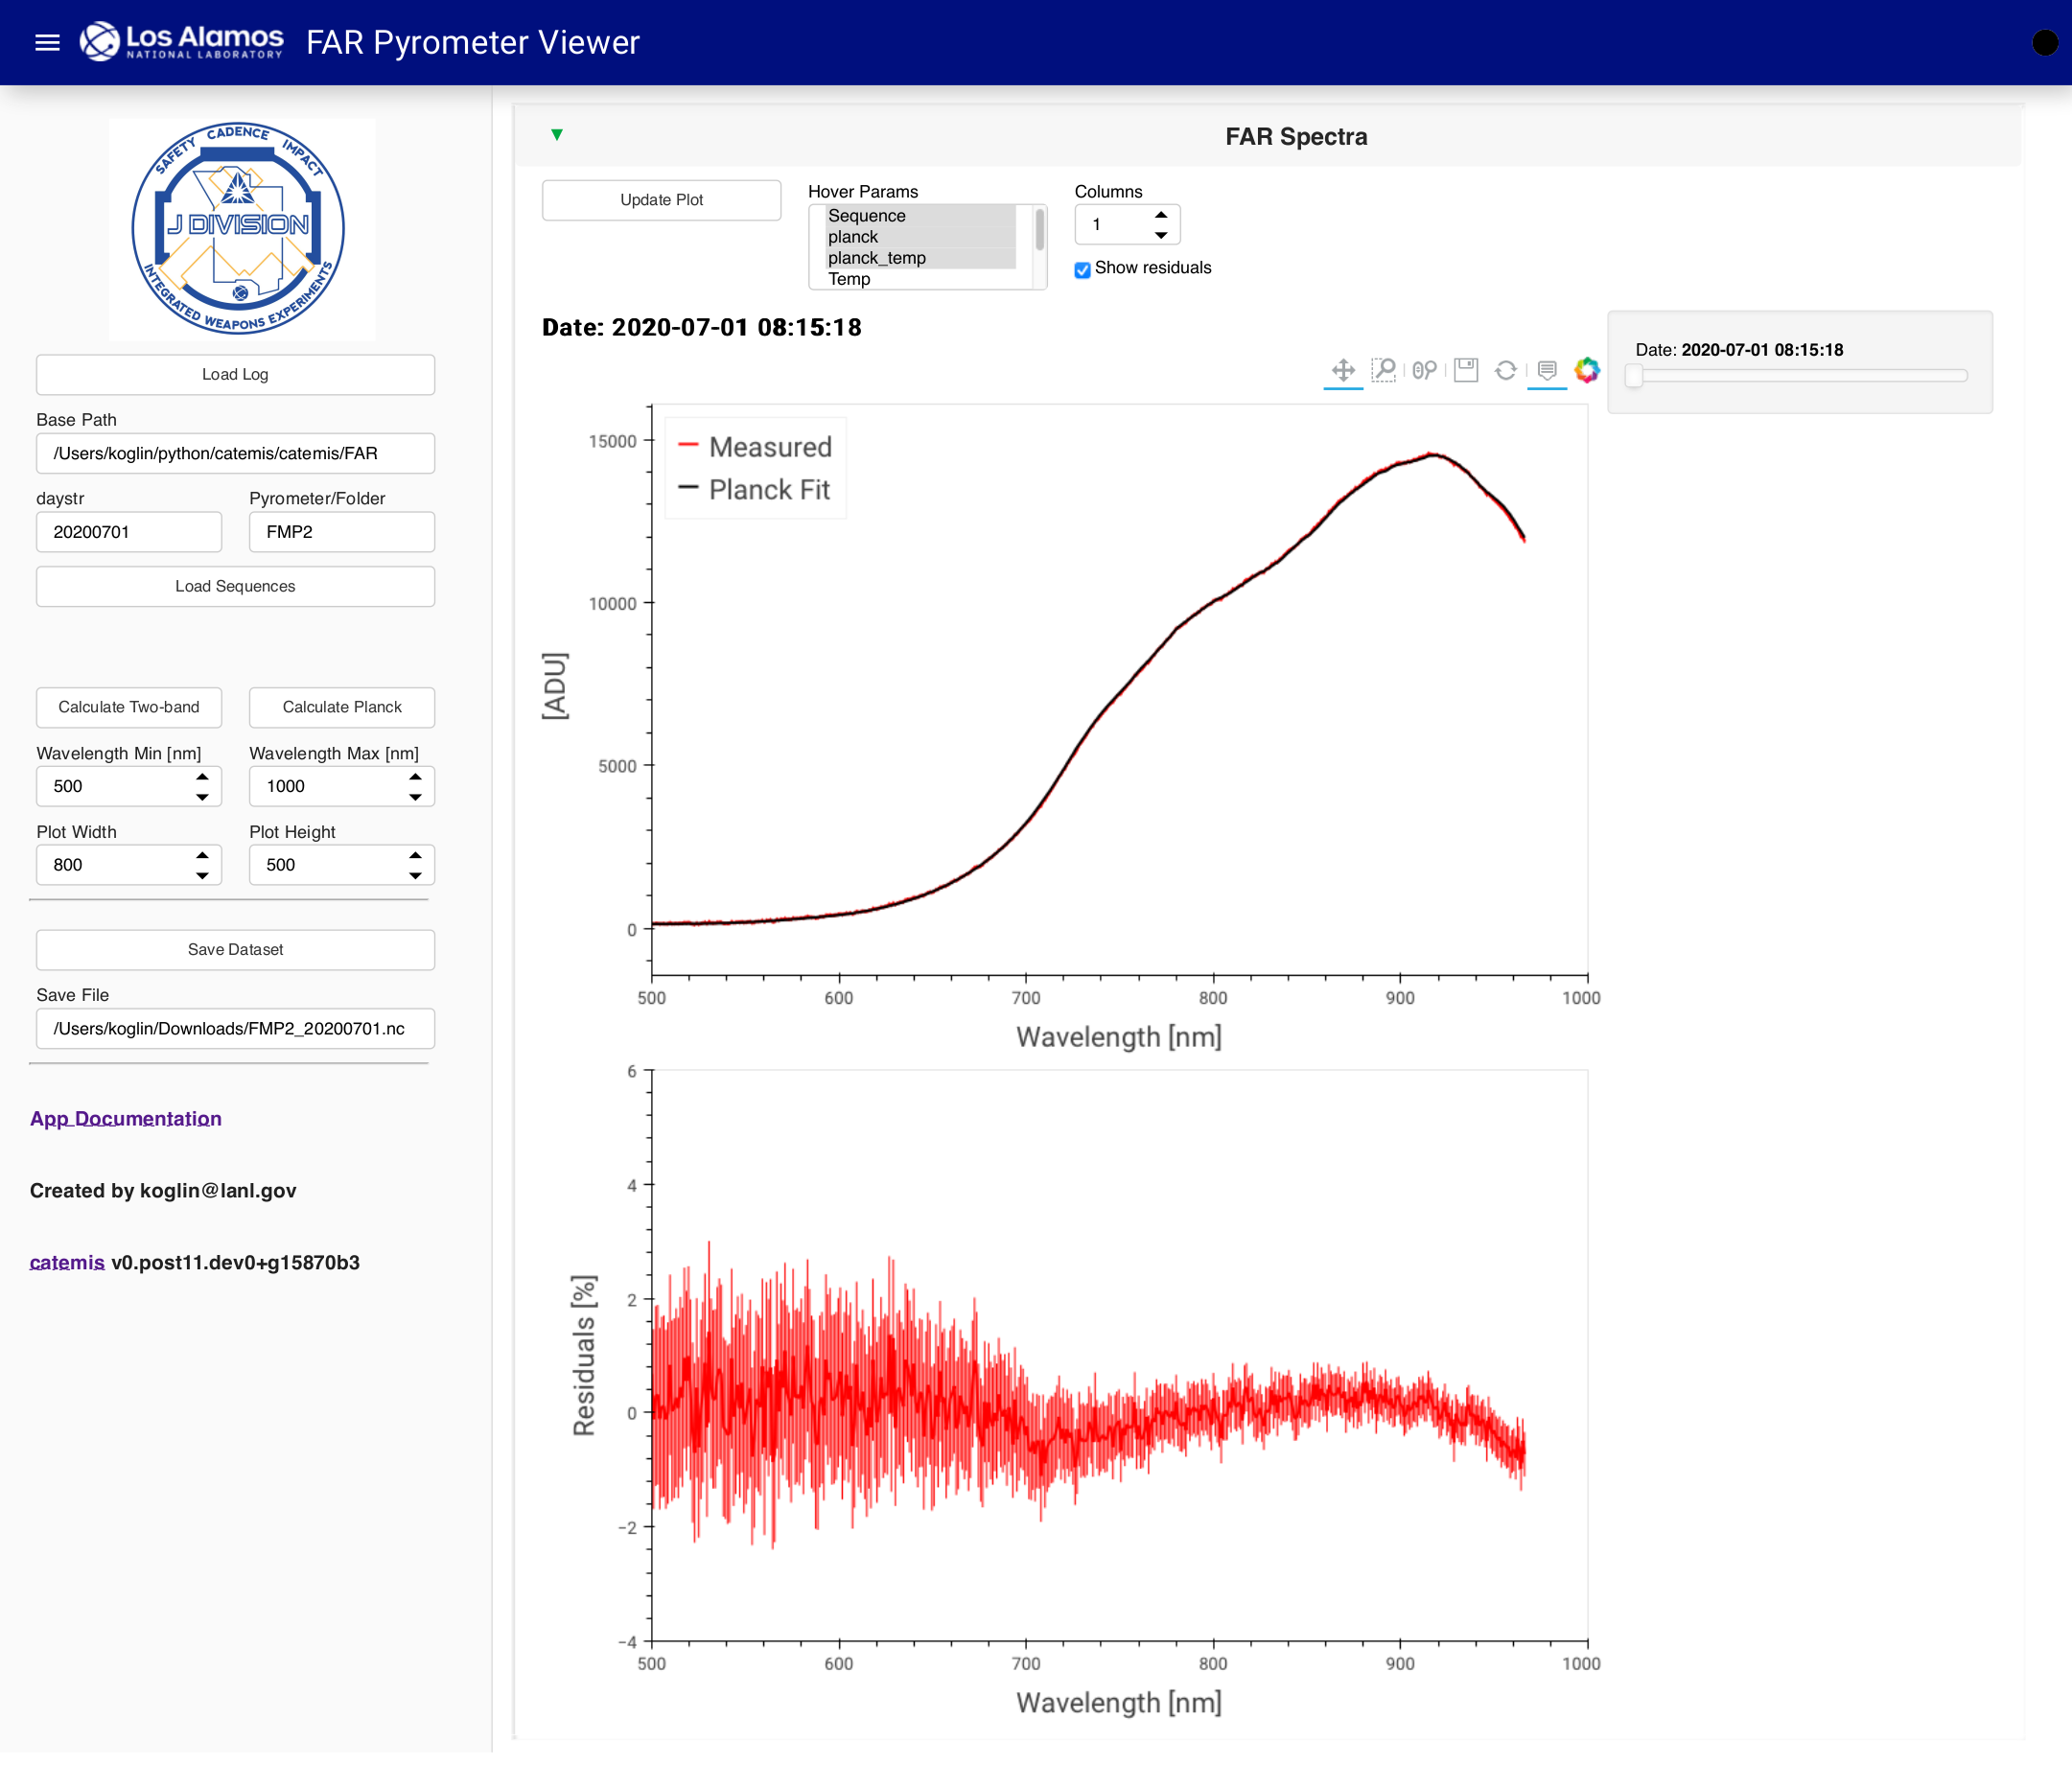 Los Alamos
NATIONAL LABORATORY
FAR Pyrometer Viewer
SAFETY CADENCE IMPACT
J DIVISION
INTEGRATED WEAPONS EXPERIMENTS
Load Log
Base Path
/Users/koglin/python/catemis/catemis/FAR
daystr Pyrometer/Folder
20200701 FMP2
Load Sequences
Calculate Two-band Calculate Planck
Wavelength Min [nm] Wavelength Max [nm]
500 1000
Plot Width Plot Height
800 500
Save Dataset
Save File
/Users/koglin/Downloads/FMP2_20200701.nc
App Documentation
Created by koglin@lanl.gov
catemis v0.post11.dev0+g15870b3
▼ FAR Spectra
Update Plot
Hover Params
Sequence
planck
planck_temp
Temp
Columns
1
Show residuals
Date: 2020-07-01 08:15:18
Date: 2020-07-01 08:15:18
Measured
Planck Fit
15000
10000
5000
0
[ADU]
500 600 700 800 900 1000
Wavelength [nm]
6
4
2
0
−2
−4
Residuals [%]
500 600 700 800 900 1000
Wavelength [nm]